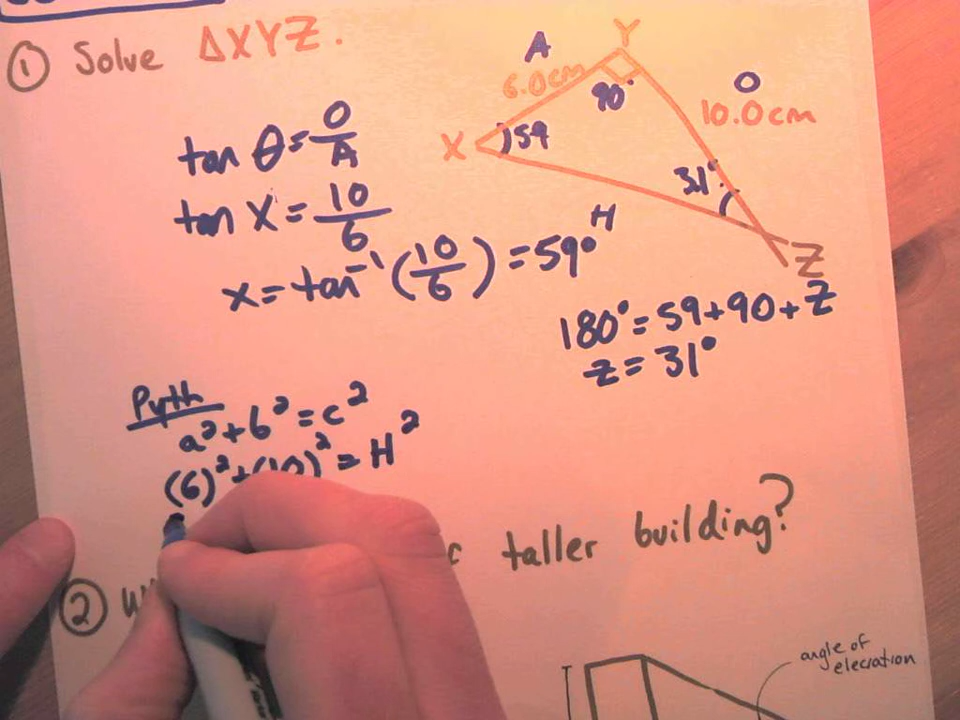 ① Solve ΔXYZ.
A
Y
6.0cm
90°
O
10.0cm
X
59
31°
H
Z
tan θ = O/A
tan X = 10/6
x = tan⁻¹(10/6) = 59°
180° = 59 + 90 + Z
z = 31°
Pyth
a² + b² = c²
(6)² + (10)² = H²
②
taller building?
angle of
elecration